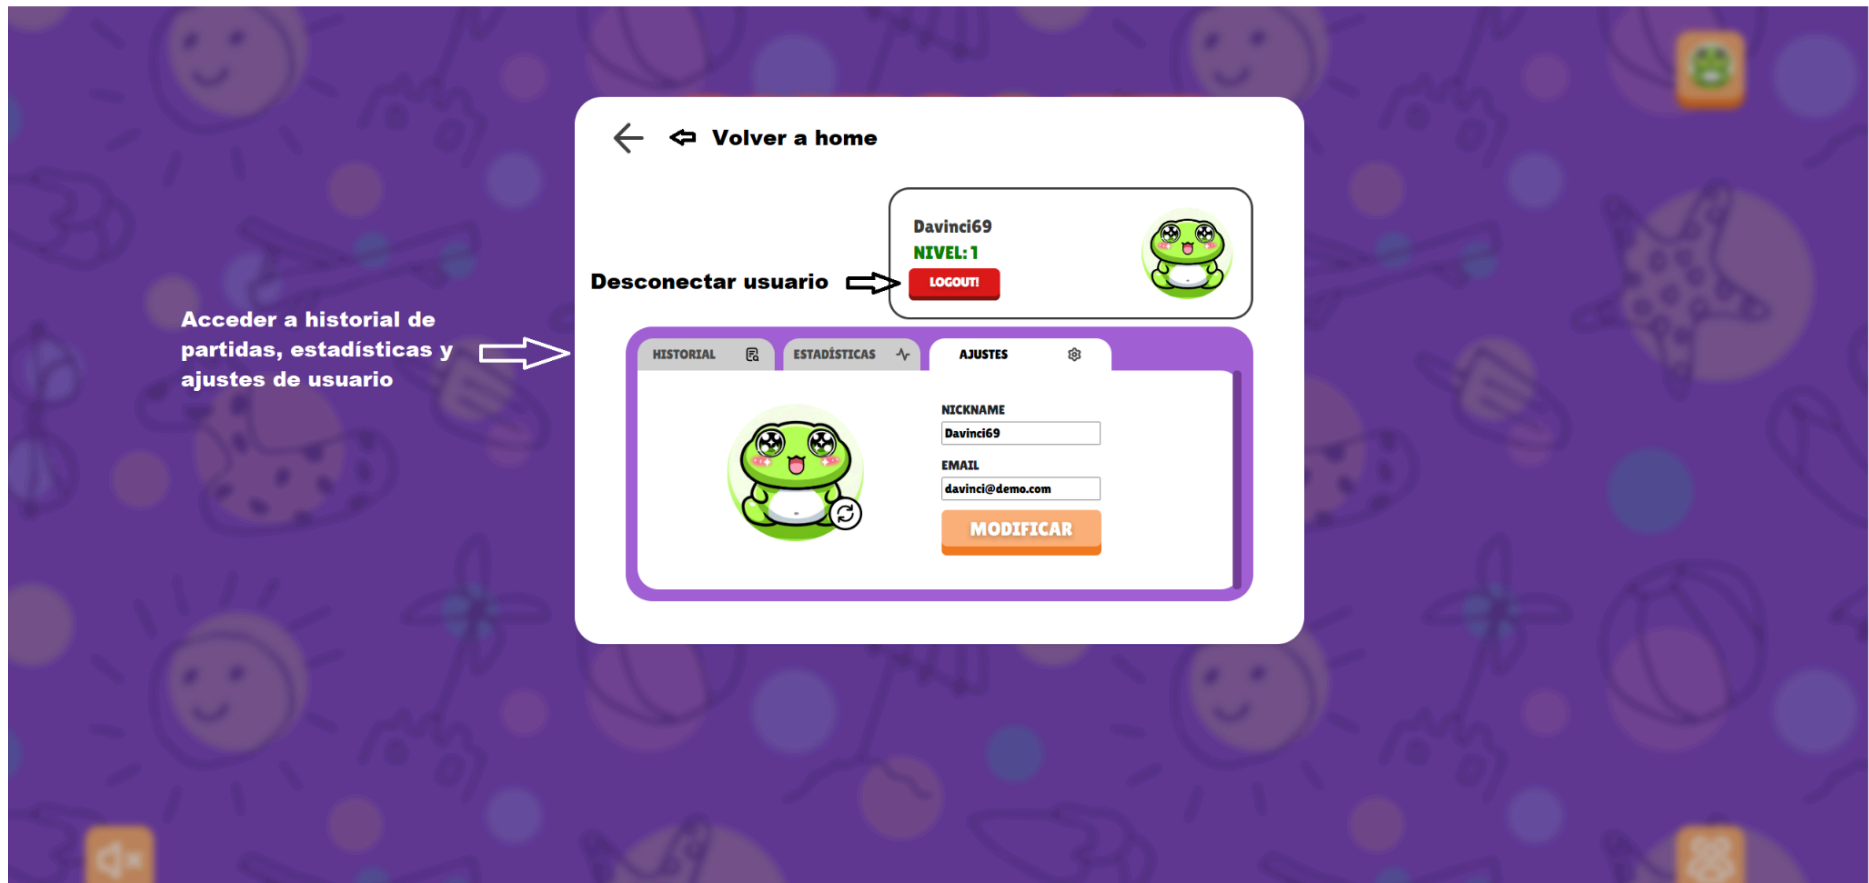 Volver a home
Davinci69
NIVEL: 1
Desconectar usuario
LOGOUT!
Acceder a historial de
partidas, estadísticas y
ajustes de usuario
HISTORIAL
ESTADÍSTICAS
AJUSTES
NICKNAME
Davinci69
EMAIL
davinci@demo.com
MODIFICAR